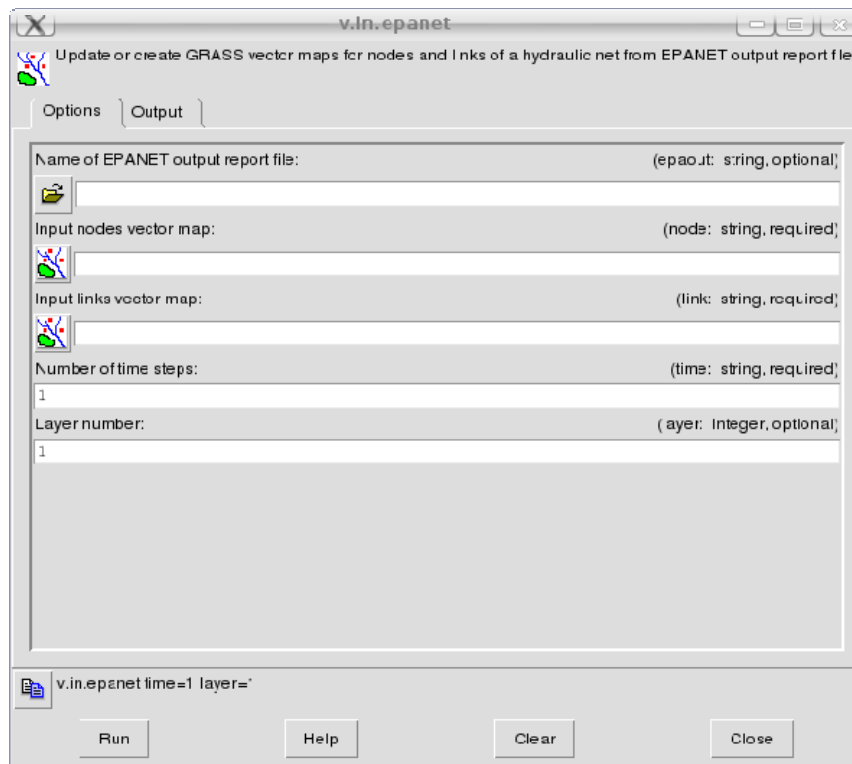 v.in.epanet
Update or create GRASS vector maps for nodes and links of a hydraulic net from EPANET output report file
Options Output
Name of EPANET output report file: (epaout: string, optional)
Input nodes vector map: (node: string, required)
Input links vector map: (link: string, required)
Number of time steps: (time: string, required)
1
Layer number: (layer: integer, optional)
1
v.in.epanet time=1 layer=1
Run Help Clear Close